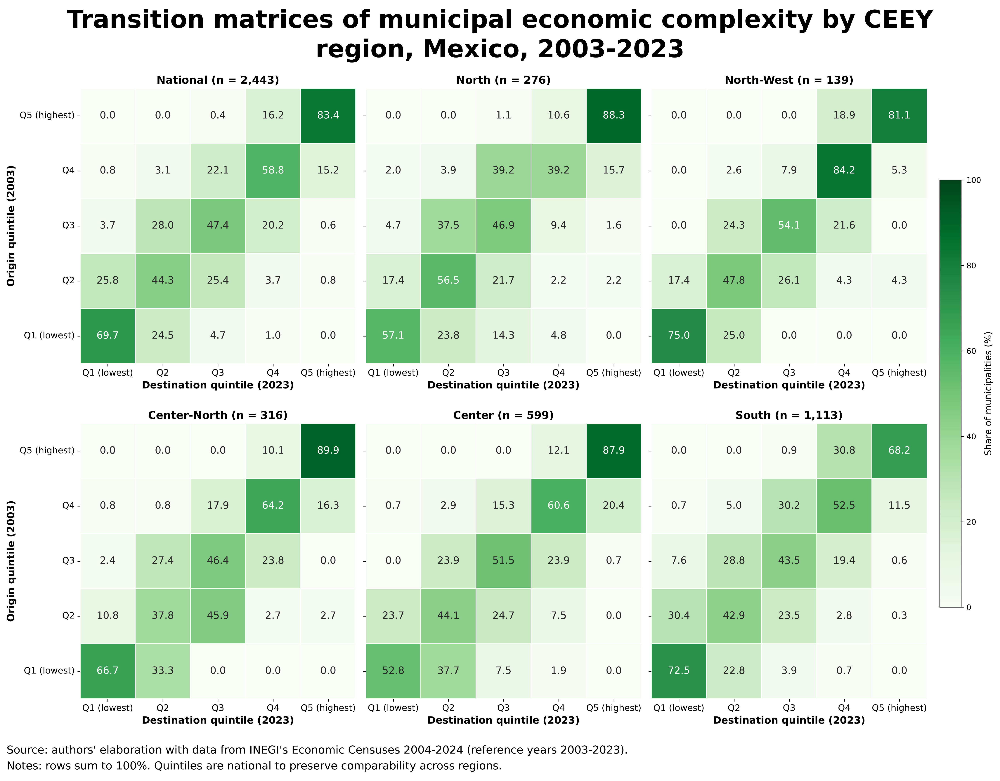 Transition matrices of municipal economic complexity by CEEY
region, Mexico, 2003-2023
National (n = 2,443)
North (n = 276)
North-West (n = 139)
Origin quintile (2003)
Q5 (highest) 0.0 0.0 0.4 16.2 83.4 0.0 0.0 1.1 10.6 88.3 0.0 0.0 0.0 18.9 81.1
Q4 0.8 3.1 22.1 58.8 15.2 2.0 3.9 39.2 39.2 15.7 0.0 2.6 7.9 84.2 5.3
Q3 3.7 28.0 47.4 20.2 0.6 4.7 37.5 46.9 9.4 1.6 0.0 24.3 54.1 21.6 0.0
Q2 25.8 44.3 25.4 3.7 0.8 17.4 56.5 21.7 2.2 2.2 17.4 47.8 26.1 4.3 4.3
Q1 (lowest) 69.7 24.5 4.7 1.0 0.0 57.1 23.8 14.3 4.8 0.0 75.0 25.0 0.0 0.0 0.0
Q1 (lowest) Q2 Q3 Q4 Q5 (highest) Q1 (lowest) Q2 Q3 Q4 Q5 (highest) Q1 (lowest) Q2 Q3 Q4 Q5 (highest)
Destination quintile (2023) Destination quintile (2023) Destination quintile (2023)
Center-North (n = 316)
Center (n = 599)
South (n = 1,113)
Origin quintile (2003)
Q5 (highest) 0.0 0.0 0.0 10.1 89.9 0.0 0.0 0.0 12.1 87.9 0.0 0.0 0.9 30.8 68.2
Q4 0.8 0.8 17.9 64.2 16.3 0.7 2.9 15.3 60.6 20.4 0.7 5.0 30.2 52.5 11.5
Q3 2.4 27.4 46.4 23.8 0.0 0.0 23.9 51.5 23.9 0.7 7.6 28.8 43.5 19.4 0.6
Q2 10.8 37.8 45.9 2.7 2.7 23.7 44.1 24.7 7.5 0.0 30.4 42.9 23.5 2.8 0.3
Q1 (lowest) 66.7 33.3 0.0 0.0 0.0 52.8 37.7 7.5 1.9 0.0 72.5 22.8 3.9 0.7 0.0
Q1 (lowest) Q2 Q3 Q4 Q5 (highest) Q1 (lowest) Q2 Q3 Q4 Q5 (highest) Q1 (lowest) Q2 Q3 Q4 Q5 (highest)
Destination quintile (2023) Destination quintile (2023) Destination quintile (2023)
100
80
60
40
20
0
Share of municipalities (%)
Source: authors' elaboration with data from INEGI's Economic Censuses 2004-2024 (reference years 2003-2023).
Notes: rows sum to 100%. Quintiles are national to preserve comparability across regions.